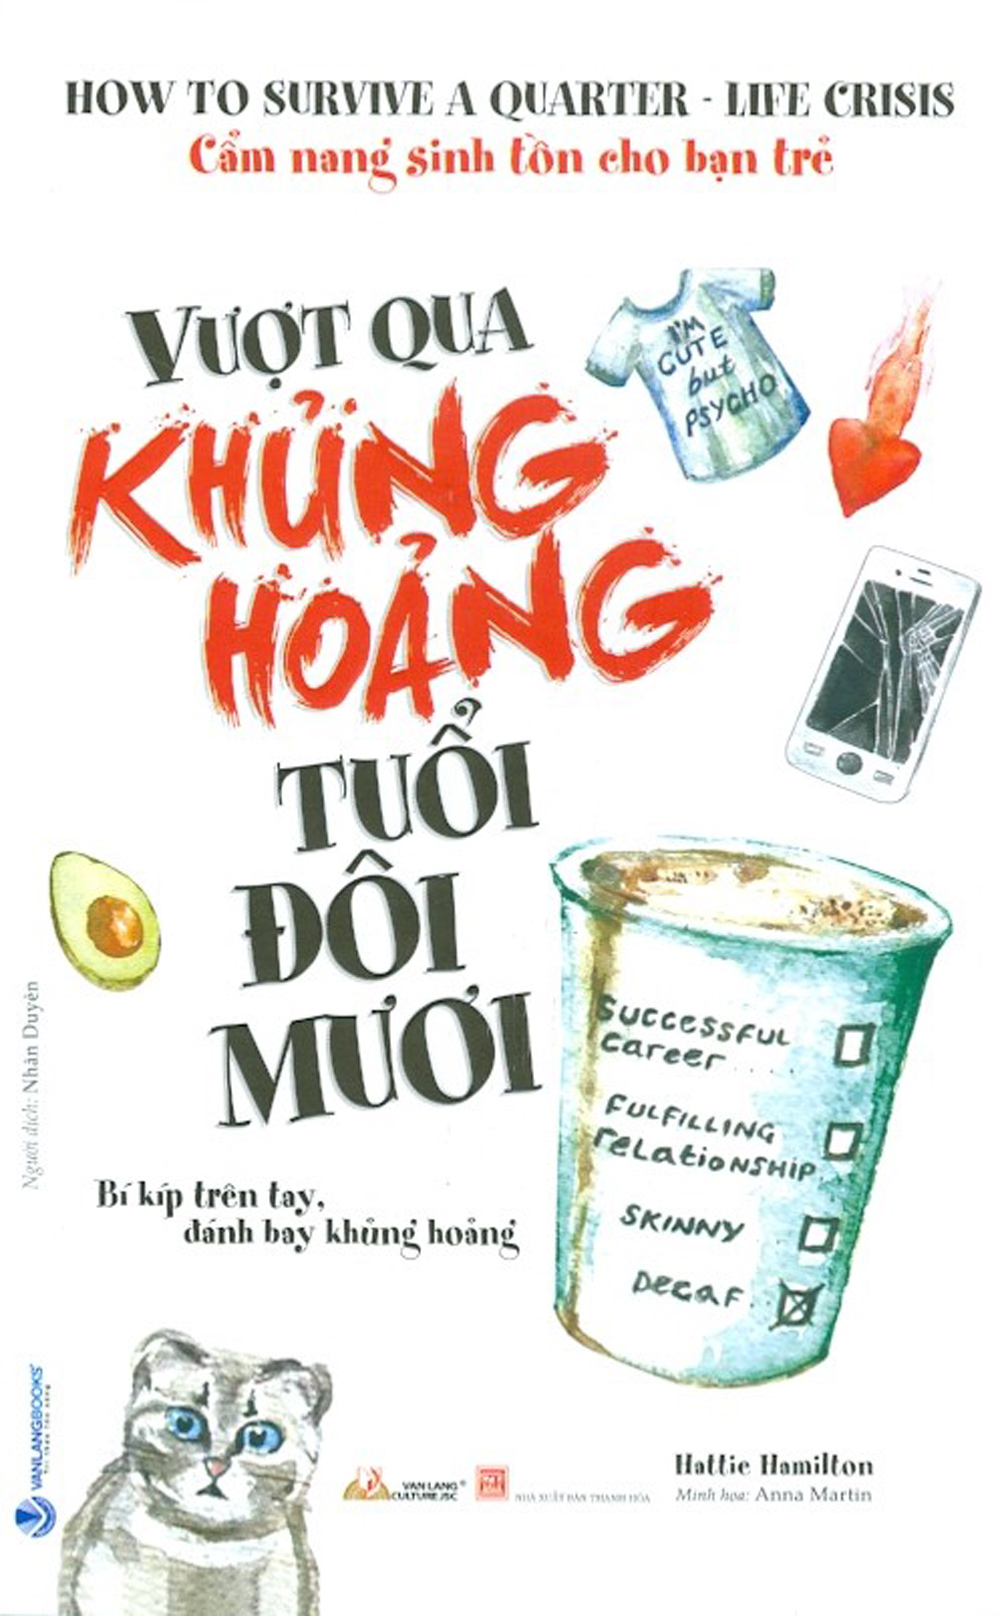 HOW TO SURVIVE A QUARTER - LIFE CRISIS
Cẩm nang sinh tồn cho bạn trẻ
VƯỢT QUA
KHỦNG
HOẢNG
TUỔI
ĐÔI
MƯƠI
I'M
CUTE
but
PSYCHO
SUCCESSFUL
career.....
FULFILLING
relationship
SKINNY
Decaf.
Người dịch: Nhân Duyên
Bí kíp trên tay,
đánh bay khủng hoảng
VANLANGBOOKS
VAN LANG
CULTURE JSC
NHÀ XUẤT BẢN THANH HÓA
Hattie Hamilton
Minh họa: Anna Martin